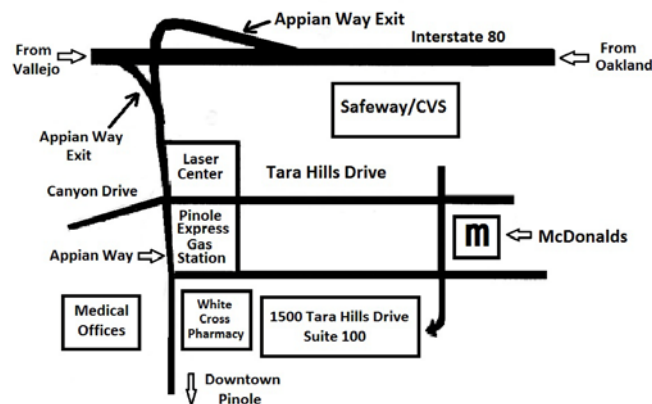 Appian Way Exit
Interstate 80
From
Vallejo
From
Oakland
Safeway/CVS
Appian Way
Exit
Laser
Center
Tara Hills Drive
Canyon Drive
Pinole
Express
Gas
Station
m
McDonalds
Appian Way
Medical
Offices
White
Cross
Pharmacy
1500 Tara Hills Drive
Suite 100
Downtown
Pinole